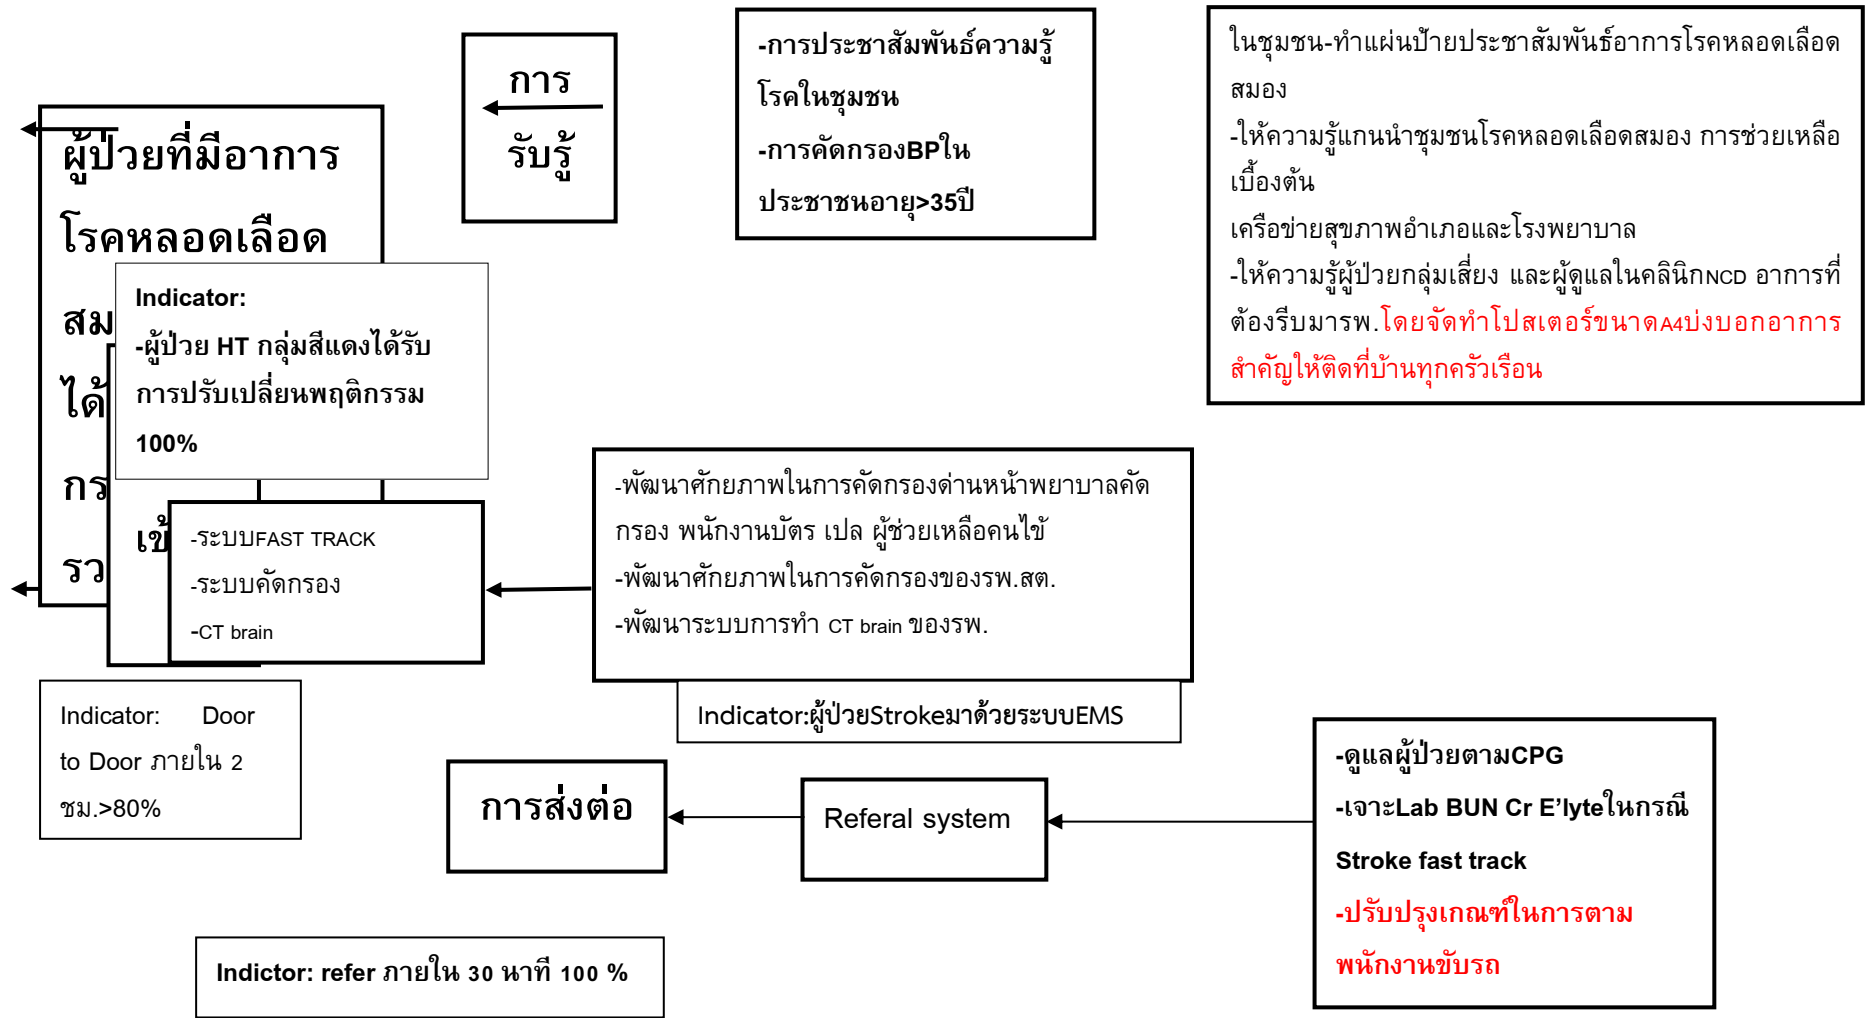 การ
รับรู้
-การประชาสัมพันธ์ความรู้
โรคในชุมชน
-การคัดกรองBPใน
ประชาชนอายุ>35ปี
ในชุมชน-ทำแผ่นป้ายประชาสัมพันธ์อาการโรคหลอดเลือด
สมอง
-ให้ความรู้แกนนำชุมชนโรคหลอดเลือดสมอง การช่วยเหลือ
เบื้องต้น
เครือข่ายสุขภาพอำเภอและโรงพยาบาล
-ให้ความรู้ผู้ป่วยกลุ่มเสี่ยง และผู้ดูแลในคลินิกNCD อาการที่
ต้องรีบมารพ.โดยจัดทำโปสเตอร์ขนาดA4บ่งบอกอาการ
สำคัญให้ติดที่บ้านทุกครัวเรือน
ผู้ป่วยที่มีอาการ
โรคหลอดเลือด
สม
ได้
กร
รว
Indicator:
-ผู้ป่วย HT กลุ่มสีแดงได้รับ
การปรับเปลี่ยนพฤติกรรม
100%
เข้
-ระบบFAST TRACK
-ระบบคัดกรอง
-CT brain
-พัฒนาศักยภาพในการคัดกรองด่านหน้าพยาบาลคัด
กรอง พนักงานบัตร เปล ผู้ช่วยเหลือคนไข้
-พัฒนาศักยภาพในการคัดกรองของรพ.สต.
-พัฒนาระบบการทำ CT brain ของรพ.
Indicator: Door
to Door ภายใน 2
ชม.>80%
Indicator:ผู้ป่วยStrokeมาด้วยระบบEMS
การส่งต่อ
Referal system
-ดูแลผู้ป่วยตามCPG
-เจาะLab BUN Cr E’lyteในกรณี
Stroke fast track
-ปรับปรุงเกณฑ์ในการตาม
พนักงานขับรถ
Indictor: refer ภายใน 30 นาที 100 %